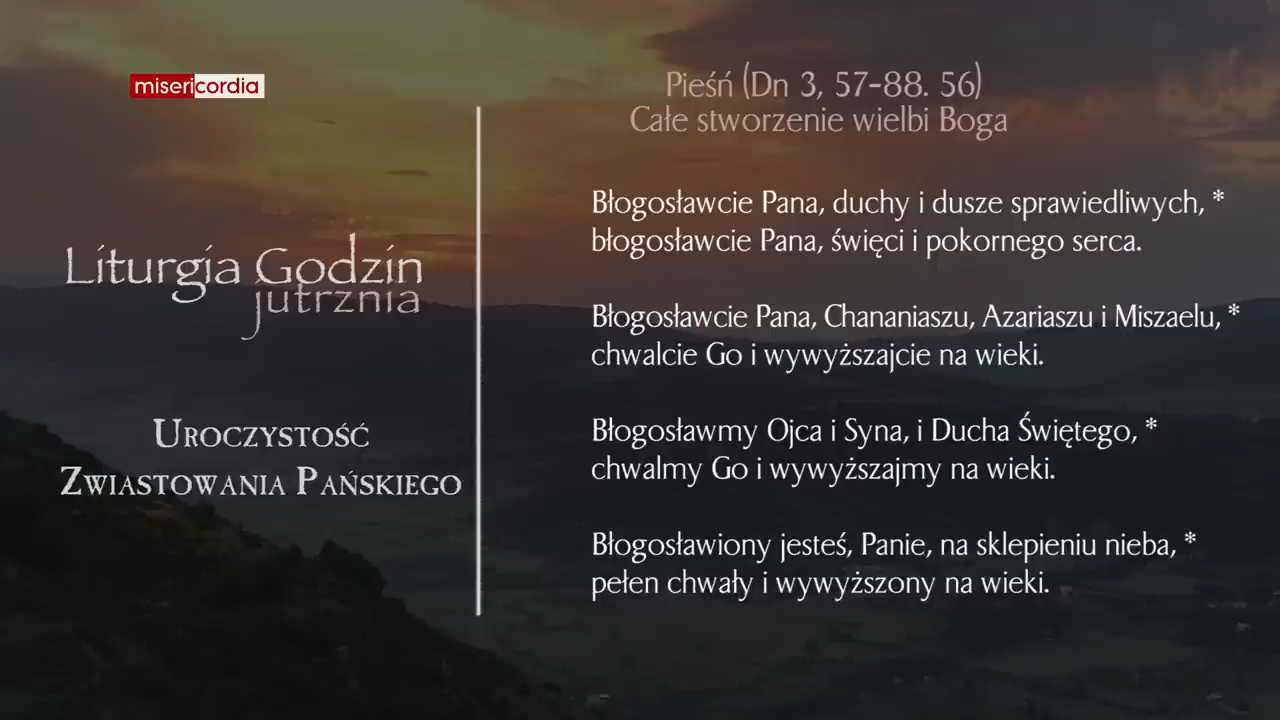 misericordia
Liturgia Godzin
jutrznia
Uroczystość
Zwiastowania Pańskiego
Pieśń (Dn 3, 57-88. 56)
Całe stworzenie wielbi Boga
Błogosławcie Pana, duchy i dusze sprawiedliwych, *
błogosławcie Pana, święci i pokornego serca.
Błogosławcie Pana, Chananiaszu, Azariaszu i Miszaelu, *
chwalcie Go i wywyższajcie na wieki.
Błogosławmy Ojca i Syna, i Ducha Świętego, *
chwalmy Go i wywyższajmy na wieki.
Błogosławiony jesteś, Panie, na sklepieniu nieba, *
pełen chwały i wywyższony na wieki.